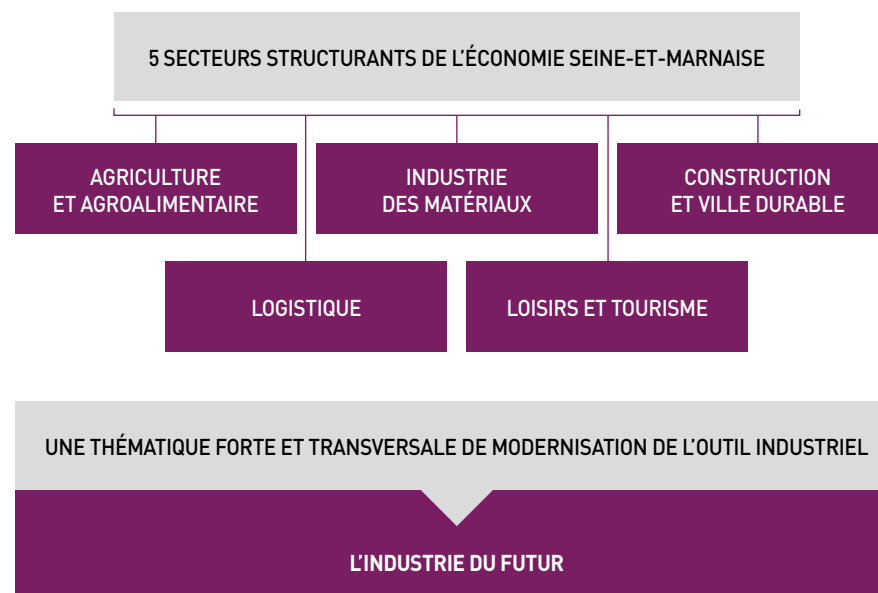 5 SECTEURS STRUCTURANTS DE L'ÉCONOMIE SEINE-ET-MARNAISE
AGRICULTURE
ET AGROALIMENTAIRE
INDUSTRIE
DES MATÉRIAUX
CONSTRUCTION
ET VILLE DURABLE
LOGISTIQUE
LOISIRS ET TOURISME
UNE THÉMATIQUE FORTE ET TRANSVERSALE DE MODERNISATION DE L'OUTIL INDUSTRIEL
L'INDUSTRIE DU FUTUR